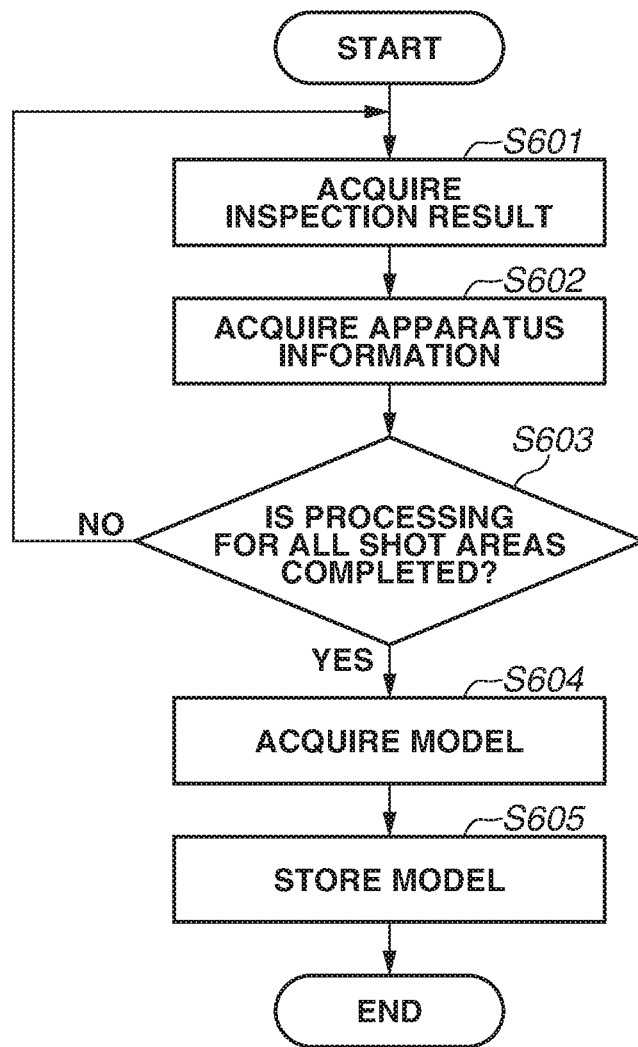 START
S601
ACQUIRE
INSPECTION RESULT
S602
ACQUIRE APPARATUS
INFORMATION
S603
IS PROCESSING
FOR ALL SHOT AREAS
COMPLETED?
NO
YES
S604
ACQUIRE MODEL
S605
STORE MODEL
END